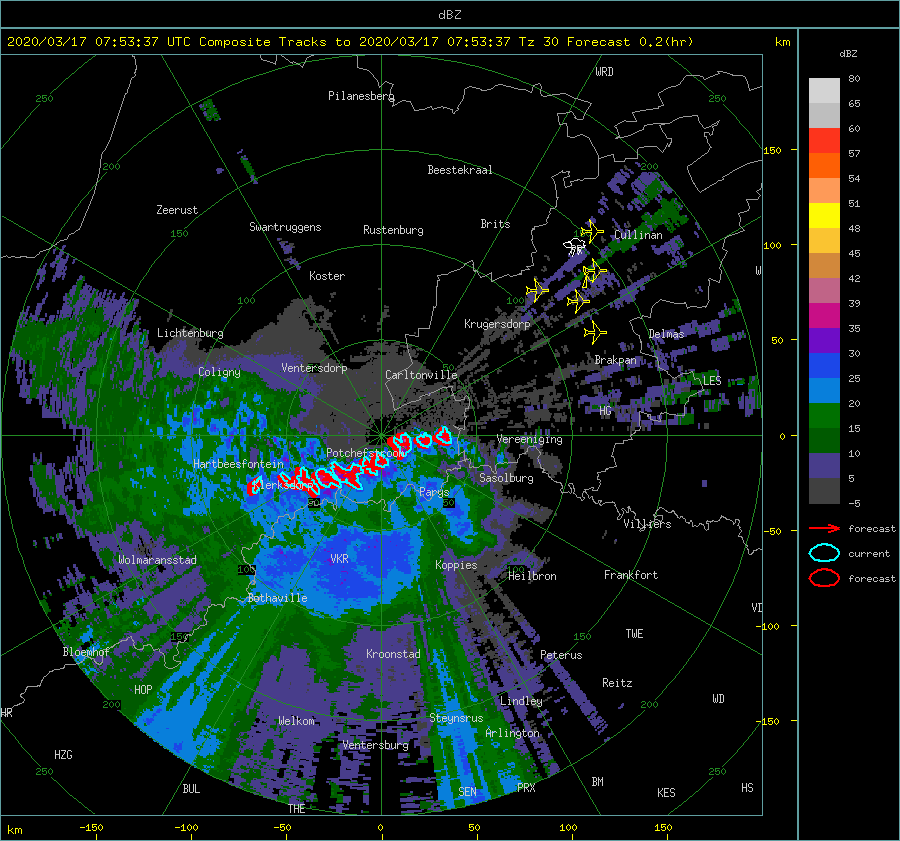 dBZ
2020/03/17 07:53:37 UTC Composite Tracks to 2020/03/17 07:53:37 Tz 30 Forecast 0.2(hr)
km
dBZ
WRD
250
Pilanesberg
250
80
65
60
57
54
51
48
45
42
39
35
30
25
20
15
10
5
-5
150
200
Beestekraal
200
Zeerust
150
Swartruggens
Rustenburg
Brits
Cullinan
100
Koster
100
100
Krugersdorp
Lichtenburg
Delmas
50
Brakpan
Coligny
Ventersdorp
Carltonville
LES
HG
0
Vereeniging
Potchefstroom
Hartbeesfontein
Klerksdorp
Sasolburg
Parys
50
50
Villiers
-50
forecast
current
forecast
Wolmaransstad
VKR
Koppies
100
100
Heilbron
Frankfort
Bothaville
VD
-100
150
150
TWE
Bloemhof
Kroonstad
Peterus
HOP
Reitz
200
Lindley
200
WD
HR
Welkom
Steynsrus
Arlington
-150
Ventersburg
HZG
250
250
BUL
SEN
PRX
BM
KES
HS
THE
km
-150
-100
-50
0
50
100
150